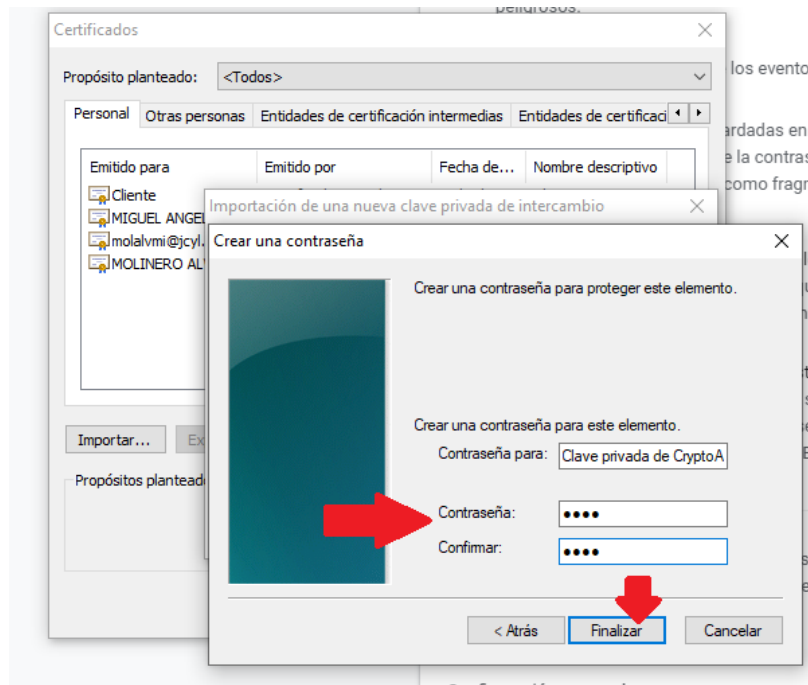 peligrosos.
Certificados
Propósito planteado: <Todos>
los evento
Personal Otras personas Entidades de certificación intermedias Entidades de certificaci
ardadas en
Emitido para Emitido por Fecha de... Nombre descriptivo
e la contras
Cliente
como fragr
MIGUEL ANGEL
Importación de una nueva clave privada de intercambio
molalvmi@jcyl.
Crear una contraseña
MOLINERO AL
Crear una contraseña para proteger este elemento.
Crear una contraseña para este elemento.
Importar... Ex
Contraseña para: Clave privada de CryptoA
Propósitos plantead
Contraseña: ••••
Confirmar: ••••
< Atrás Finalizar Cancelar